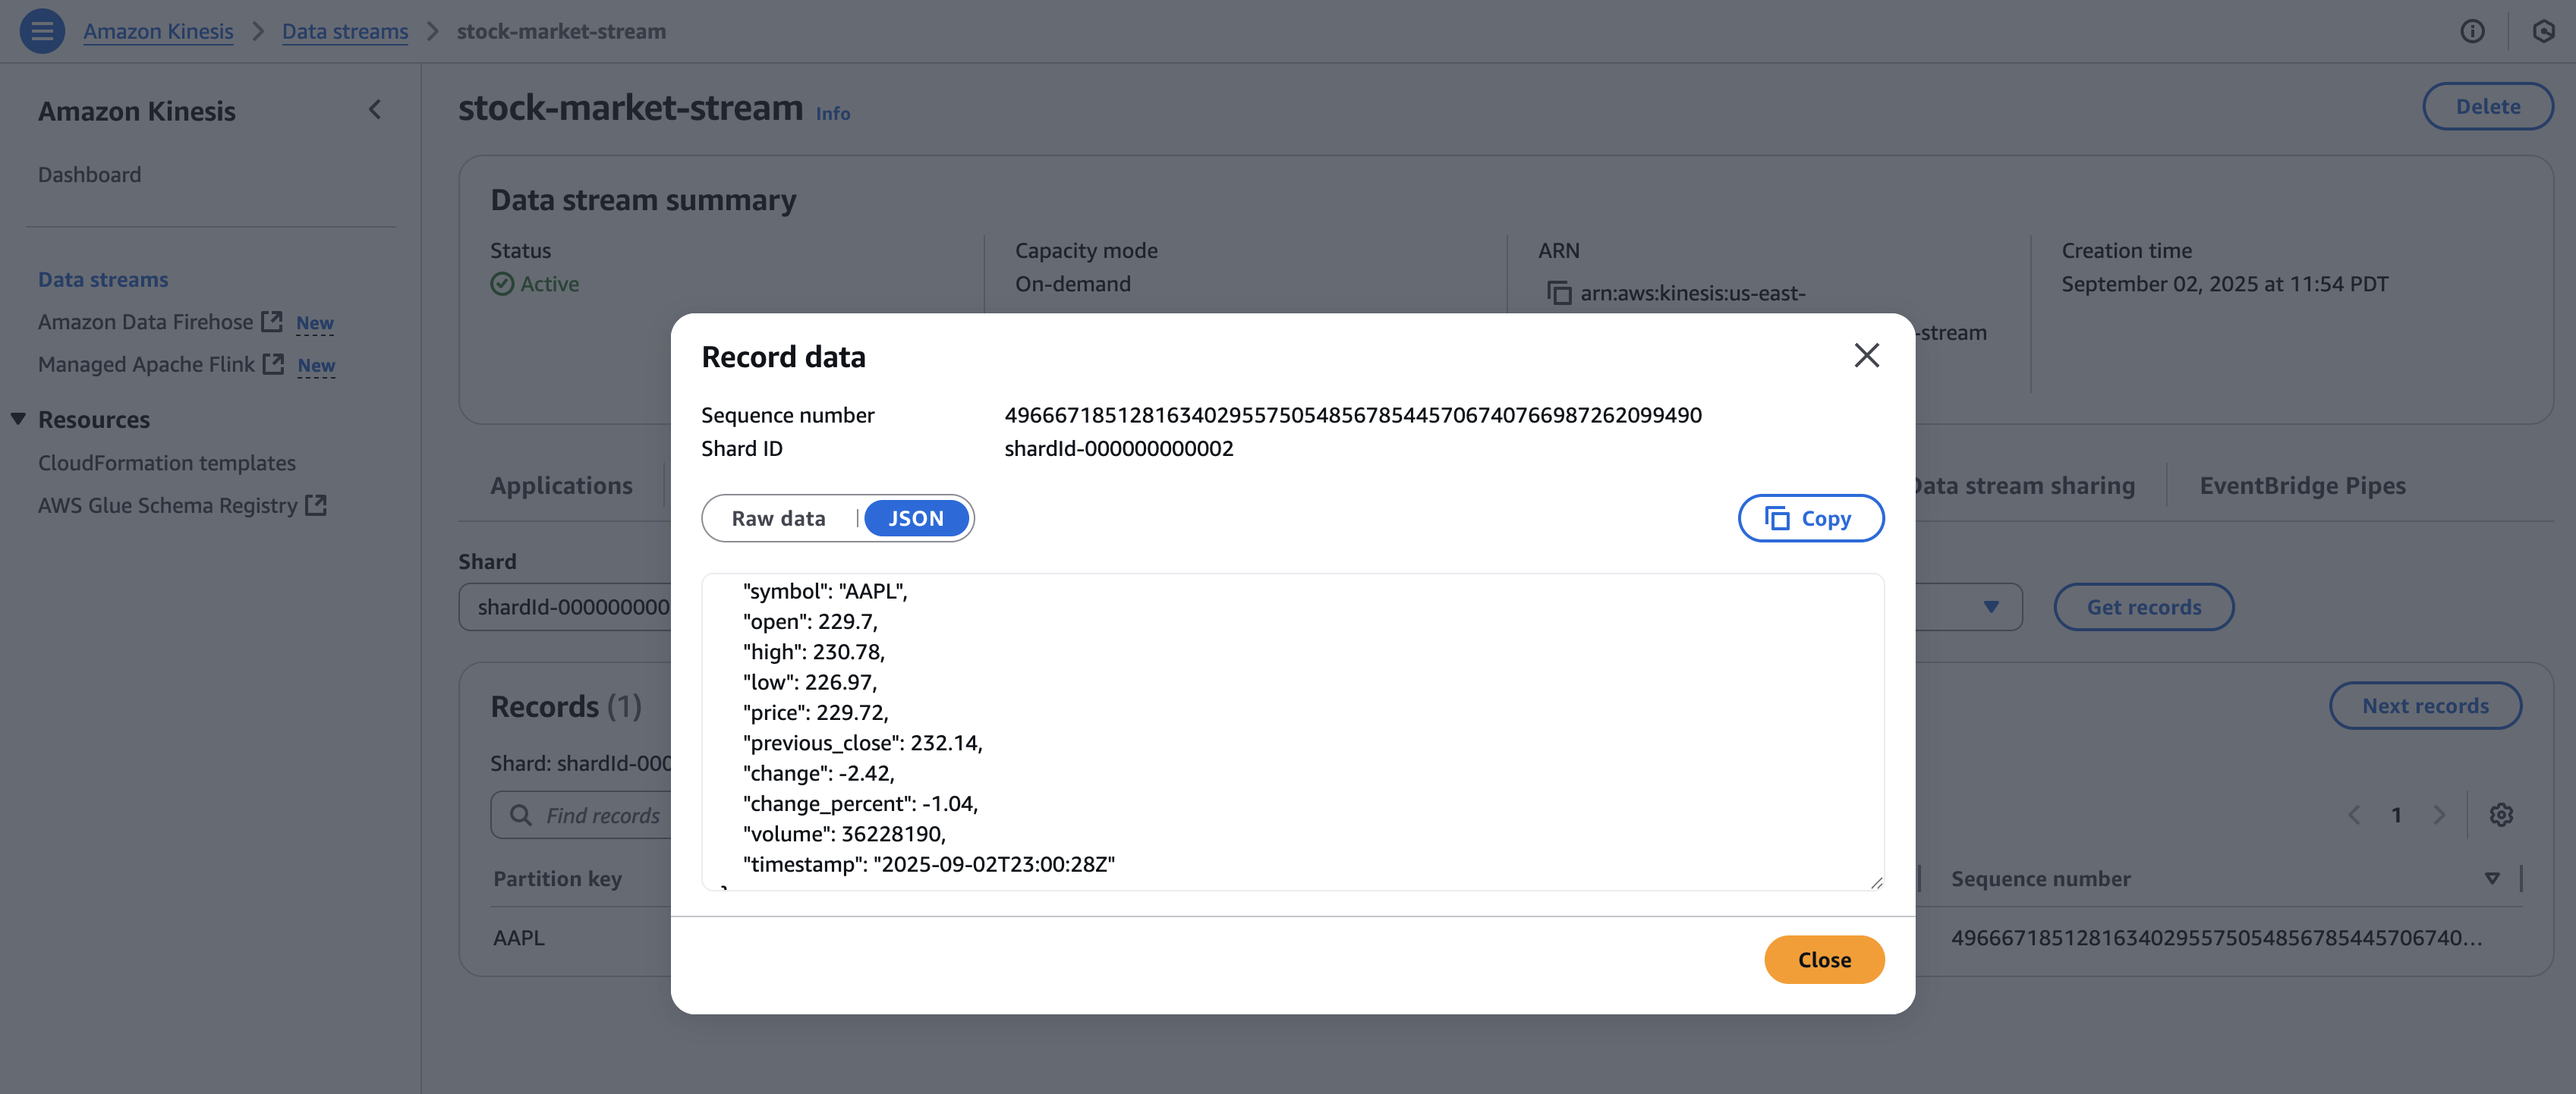 Amazon Kinesis > Data streams > stock-market-stream
Amazon Kinesis
Dashboard
Data streams
Amazon Data Firehose New
Managed Apache Flink New
Resources
CloudFormation templates
AWS Glue Schema Registry
stock-market-stream Info
Delete
Data stream summary
Status
Active
Capacity mode
On-demand
ARN
arn:aws:kinesis:us-east-
-stream
Creation time
September 02, 2025 at 11:54 PDT
Applications
Data stream sharing
EventBridge Pipes
Shard
shardId-000000000
Get records
Records (1)
Next records
Shard: shardId-000
Find records
1
Partition key
Sequence number
AAPL
49666718512816340295575054856785445706740...
Record data
Sequence number 49666718512816340295575054856785445706740766987262099490
Shard ID shardId-000000000002
Raw data | JSON
Copy
"symbol": "AAPL",
"open": 229.7,
"high": 230.78,
"low": 226.97,
"price": 229.72,
"previous_close": 232.14,
"change": -2.42,
"change_percent": -1.04,
"volume": 36228190,
"timestamp": "2025-09-02T23:00:28Z"
Close